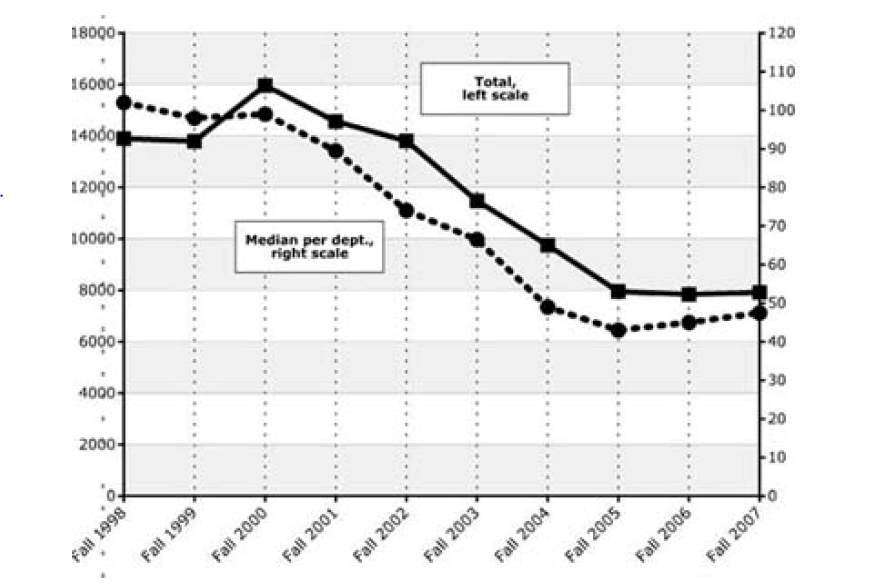 18000
16000
14000
12000
10000
8000
6000
4000
2000
0
120
110
100
90
80
70
60
50
40
30
20
10
0
Total,
left scale
Median per dept.,
right scale
Fall 1998
Fall 1999
Fall 2000
Fall 2001
Fall 2002
Fall 2003
Fall 2004
Fall 2005
Fall 2006
Fall 2007